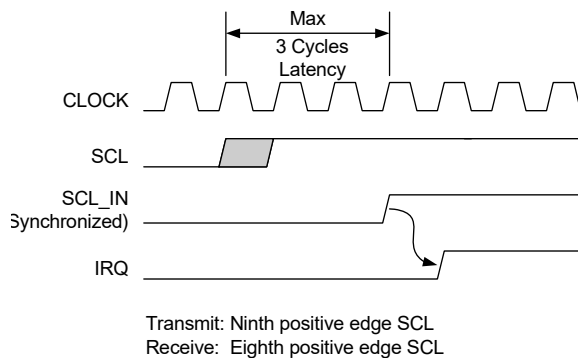 Max
3 Cycles
Latency
CLOCK
SCL
SCL_IN
Synchronized)
IRQ
Transmit: Ninth positive edge SCL
Receive: Eighth positive edge SCL